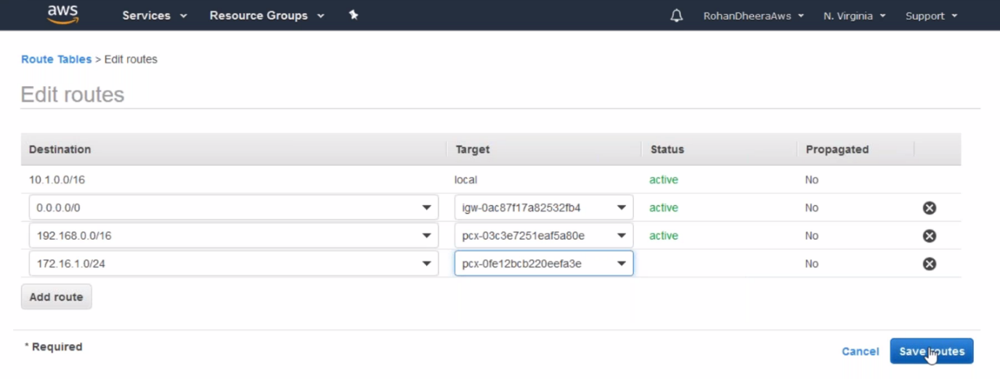 aws Services Resource Groups RohanDheeraAws N. Virginia Support
Route Tables > Edit routes
Edit routes
Destination Target Status Propagated
10.1.0.0/16 local active No
0.0.0.0/0 igw-0ac87f17a82532fb4 active No
192.168.0.0/16 pcx-03c3e7251eaf5a80e active No
172.16.1.0/24 pcx-0fe12bcb220eefa3e No
Add route
* Required
Cancel Save routes